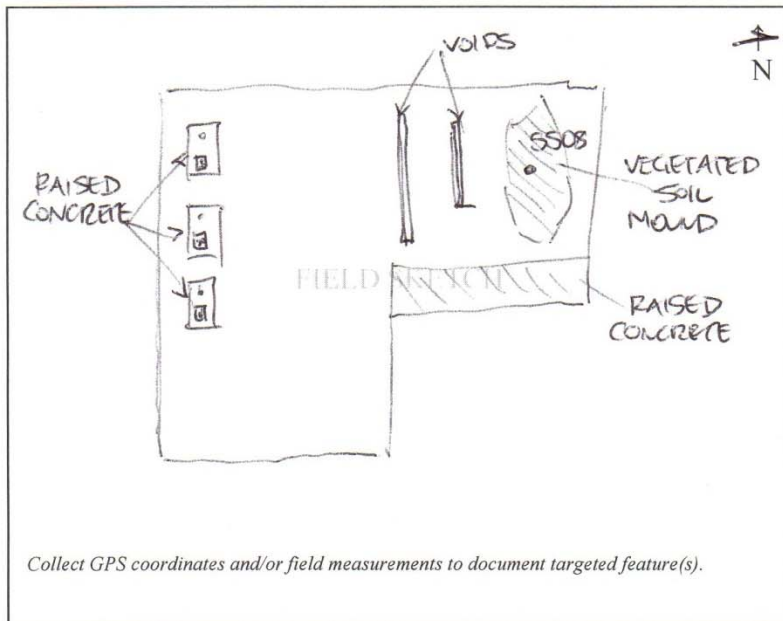 VOIDS
N
SS08
VEGETATED
SOIL
MOUND
RAISED
CONCRETE
FIELD SKETCH
RAISED
CONCRETE
Collect GPS coordinates and/or field measurements to document targeted feature(s).